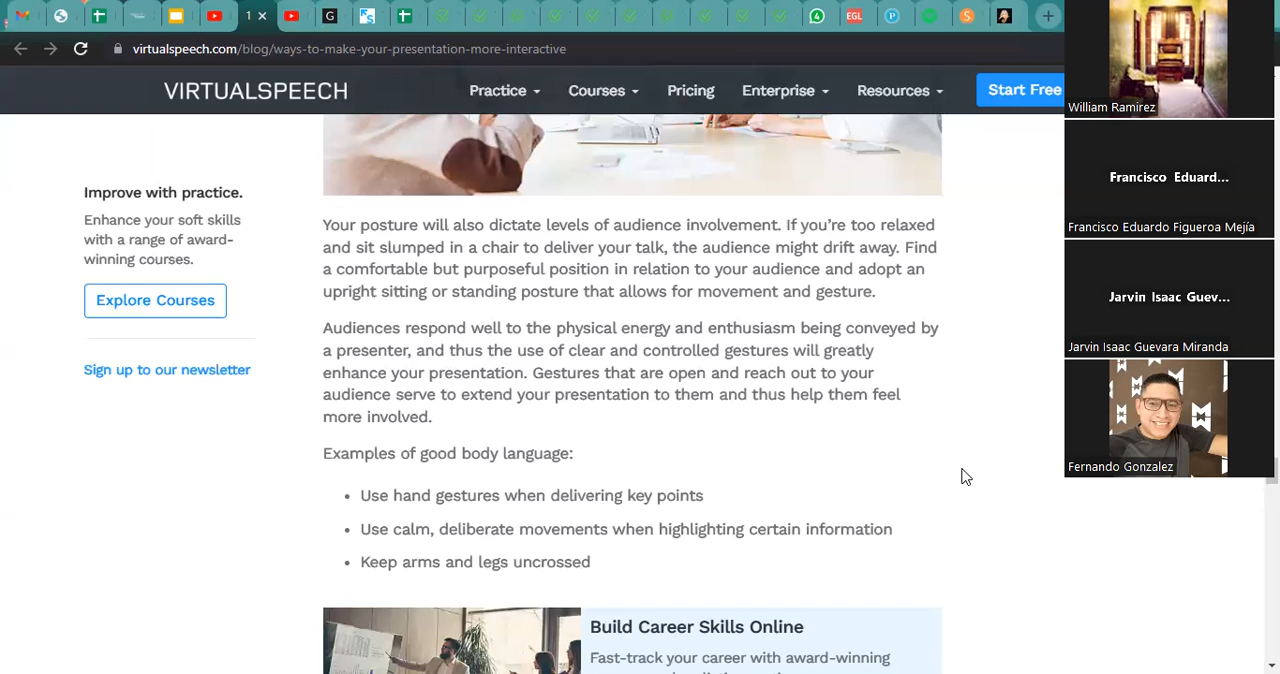 1
G
4
EGL
P
S
virtualspeech.com/blog/ways-to-make-your-presentation-more-interactive
VIRTUALSPEECH
Practice
Courses
Pricing
Enterprise
Resources
Start Free
Improve with practice.
Enhance your soft skills
with a range of award-
winning courses.
Explore Courses
Sign up to our newsletter
Your posture will also dictate levels of audience involvement. If you’re too relaxed
and sit slumped in a chair to deliver your talk, the audience might drift away. Find
a comfortable but purposeful position in relation to your audience and adopt an
upright sitting or standing posture that allows for movement and gesture.
Audiences respond well to the physical energy and enthusiasm being conveyed by
a presenter, and thus the use of clear and controlled gestures will greatly
enhance your presentation. Gestures that are open and reach out to your
audience serve to extend your presentation to them and thus help them feel
more involved.
Examples of good body language:
• Use hand gestures when delivering key points
• Use calm, deliberate movements when highlighting certain information
• Keep arms and legs uncrossed
Build Career Skills Online
Fast-track your career with award-winning
William Ramírez
Francisco Eduard...
Francisco Eduardo Figueroa Mejía
Jarvin Isaac Guev...
Jarvin Isaac Guevara Miranda
Fernando Gonzalez